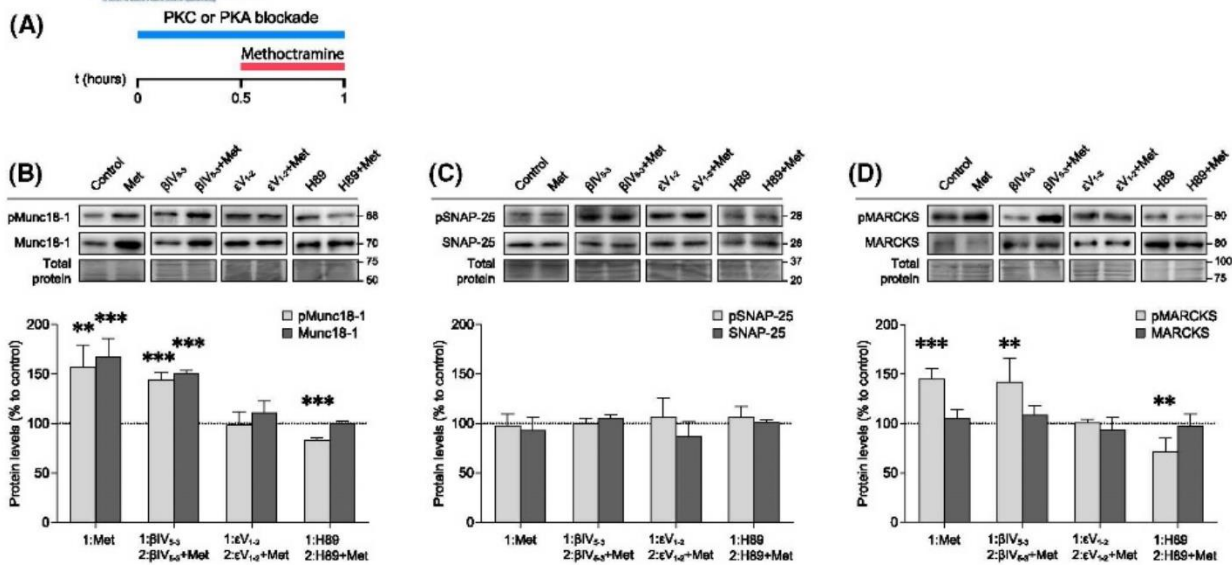 (A)
PKC or PKA blockade
Methoctramine
t (hours)
0 0.5 1
(B)
Control Met βIV₅₋₃ βIV₅₋₃+Met εV₁₋₂ εV₁₋₂+Met H89 H89+Met
pMunc18-1 68
Munc18-1 70
Total protein 75
50
pMunc18-1
Munc18-1
Protein levels (% to control)
200
150
100
50
0
** *** *** *** ***
1:Met 1:βIV₅₋₃ 1:εV₁₋₂ 1:H89
2:βIV₅₋₃+Met 2:εV₁₋₂+Met 2:H89+Met
(C)
Control Met βIV₅₋₃ βIV₅₋₃+Met εV₁₋₂ εV₁₋₂+Met H89 H89+Met
pSNAP-25 28
SNAP-25 26
Total protein 37
20
pSNAP-25
SNAP-25
Protein levels (% to control)
200
150
100
50
0
1:Met 1:βIV₅₋₃ 1:εV₁₋₂ 1:H89
2:βIV₅₋₃+Met 2:εV₁₋₂+Met 2:H89+Met
(D)
Control Met βIV₅₋₃ βIV₅₋₃+Met εV₁₋₂ εV₁₋₂+Met H89 H89+Met
pMARCKS 80
MARCKS 80
Total protein 100
75
pMARCKS
MARCKS
Protein levels (% to control)
200
150
100
50
0
*** ** **
1:Met 1:βIV₅₋₃ 1:εV₁₋₂ 1:H89
2:βIV₅₋₃+Met 2:εV₁₋₂+Met 2:H89+Met